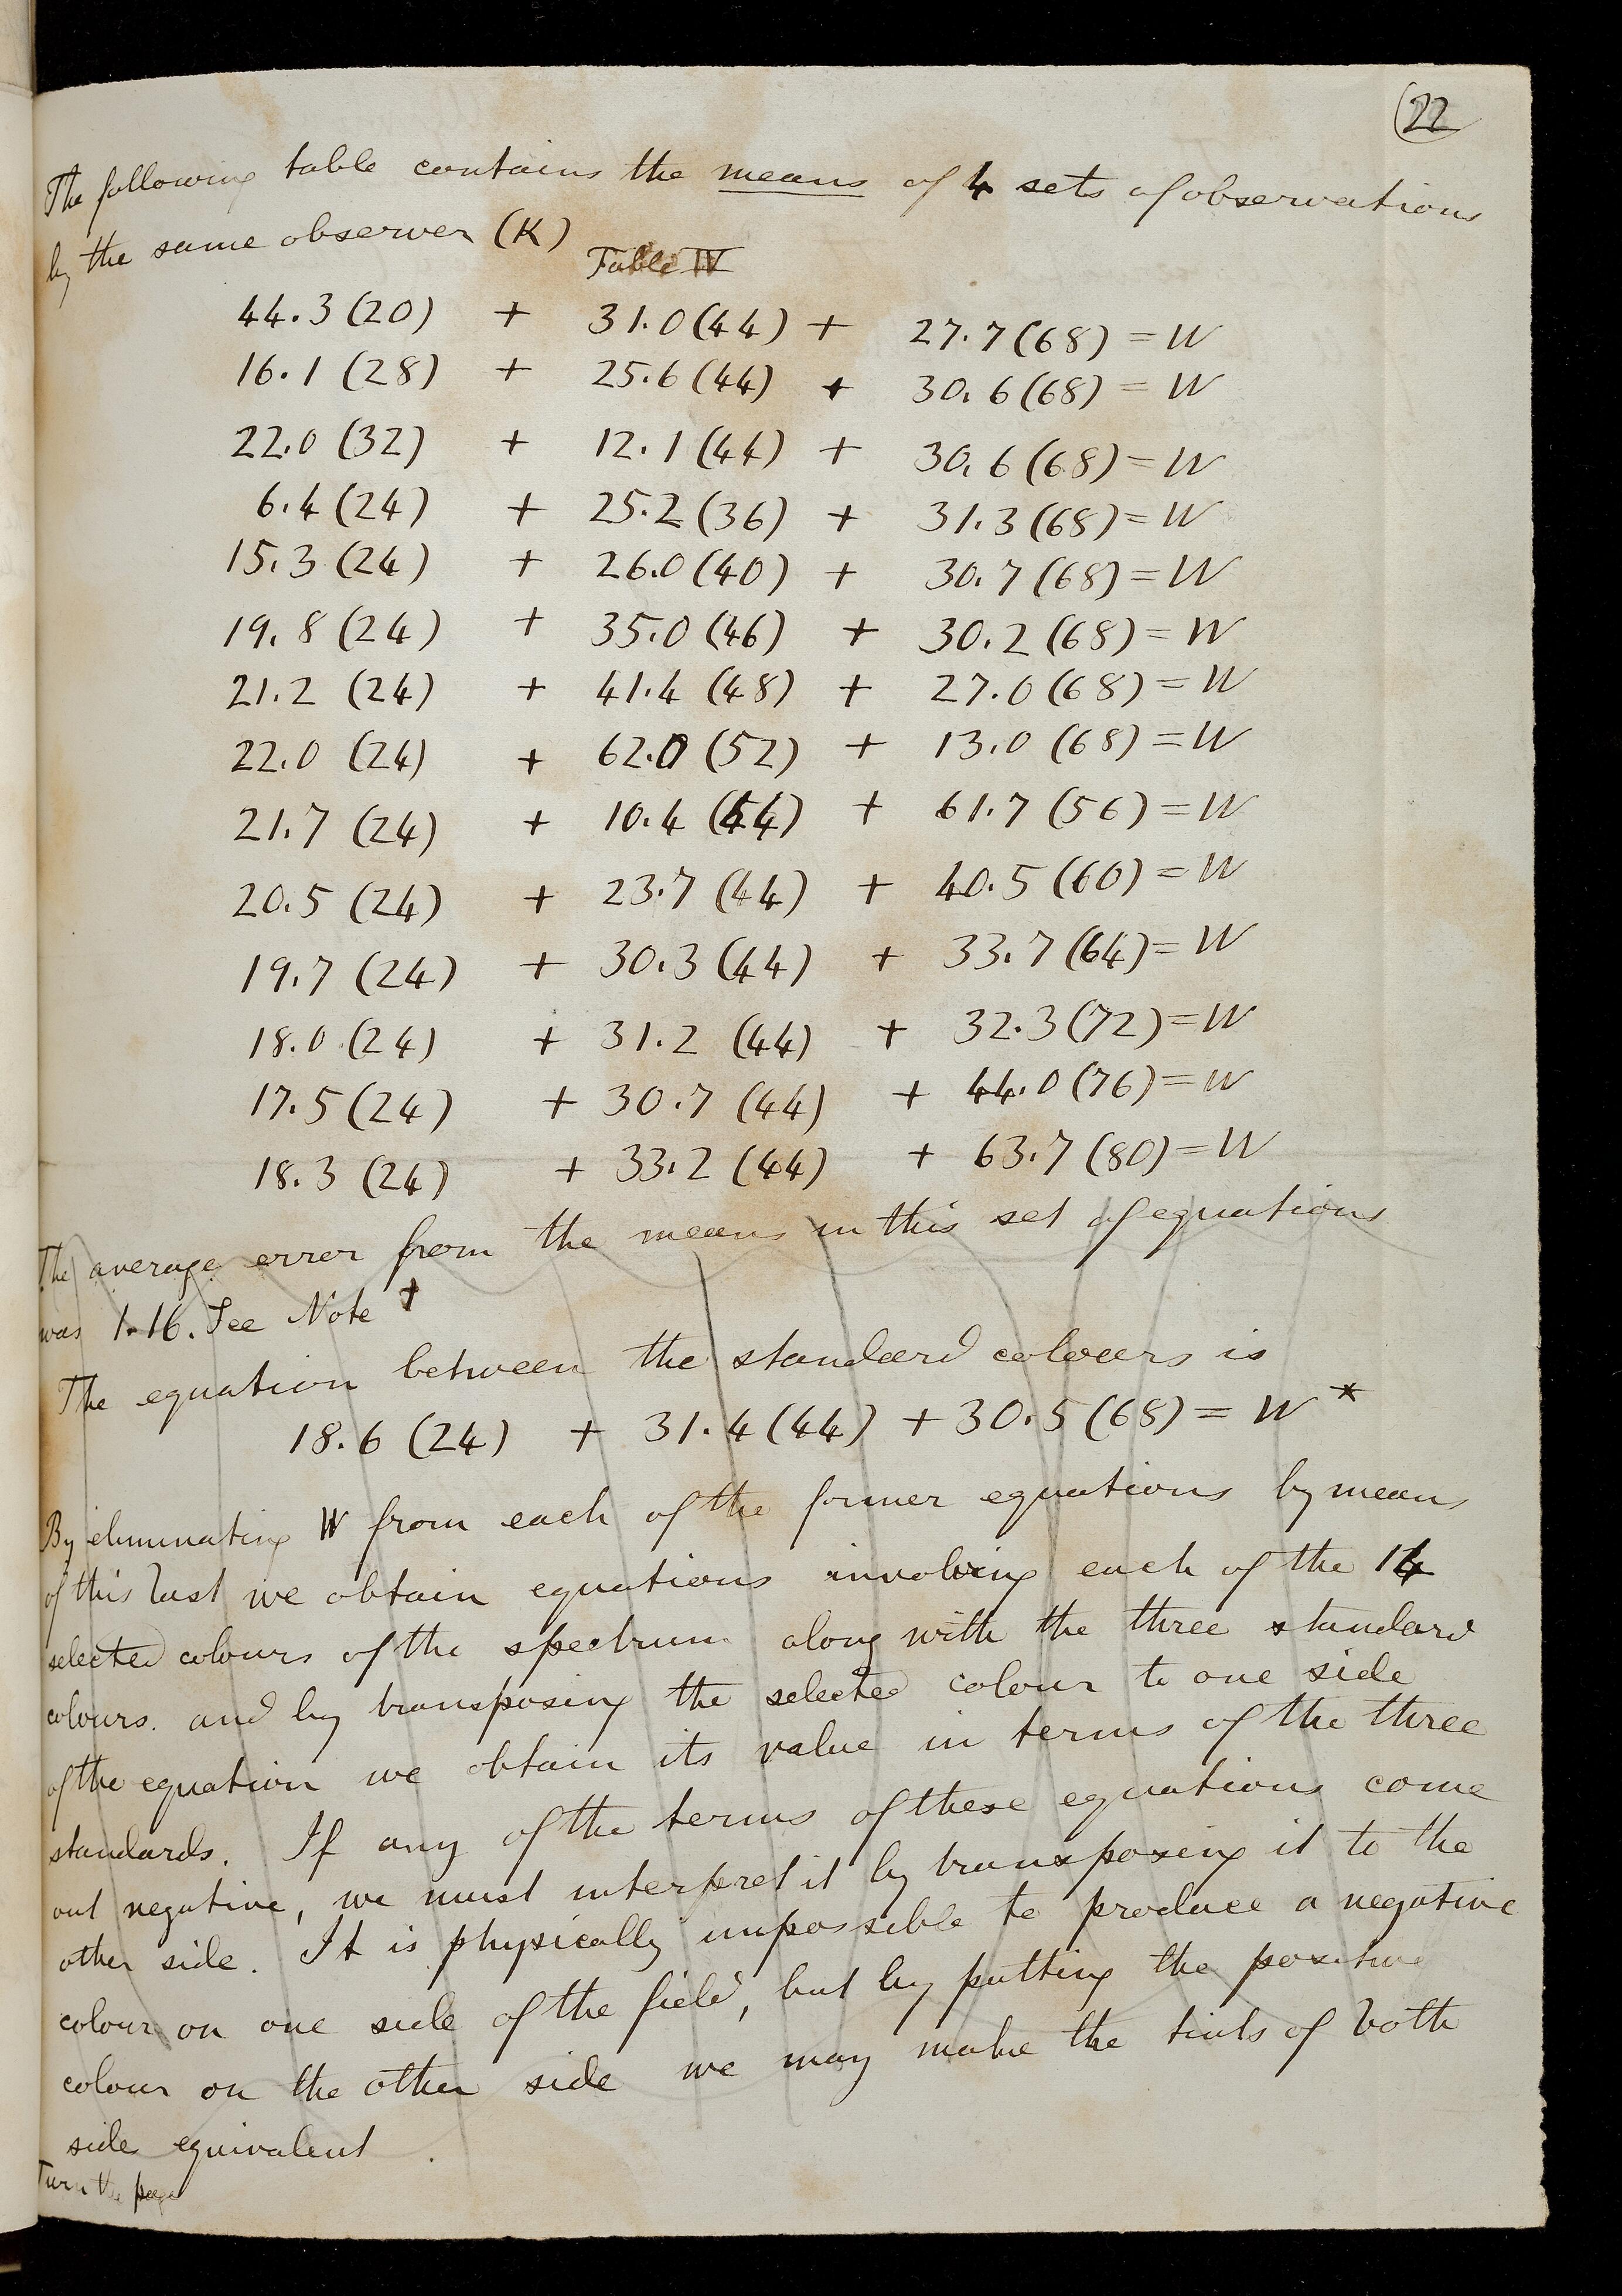 22
The following table contains the means of 4 sets of observations
by the same observer (K)
Table IV
44.3 (20) + 31.0 (44) + 27.7 (68) = W
16.1 (28) + 25.6 (44) + 30.6 (68) = W
22.0 (32) + 12.1 (44) + 30.6 (68) = W
6.4 (24) + 25.2 (36) + 31.3 (68) = W
15.3 (24) + 26.0 (40) + 30.7 (68) = W
19.8 (24) + 35.0 (46) + 30.2 (68) = W
21.2 (24) + 41.4 (48) + 27.0 (68) = W
22.0 (24) + 62.0 (52) + 13.0 (68) = W
21.7 (24) + 10.4 (44) + 61.7 (56) = W
20.5 (24) + 23.7 (44) + 40.5 (60) = W
19.7 (24) + 30.3 (44) + 33.7 (64) = W
18.0 (24) + 31.2 (44) + 32.3 (72) = W
17.5 (24) + 30.7 (44) + 44.0 (76) = W
18.3 (24) + 33.2 (44) + 63.7 (80) = W
The average error from the means in this set of equations
was 1.16. See Note †
The equation between the standard colours is
18.6 (24) + 31.4 (44) + 30.5 (68) = W *
By eliminating W from each of the former equations by means
of this last we obtain equations involving each of the 14
selected colours of the spectrum along with the three standard
colours. and by transposing the selected colour to one side
of the equation we obtain its value in terms of the three
standards. If any of the terms of these equations come
out negative, we must interpret it by transposing it to the
other side. It is physically impossible to produce a negative
colour on one side of the field, but by putting the positive
colour on the other side we may make the tints of both
side equivalent.
Turn the page